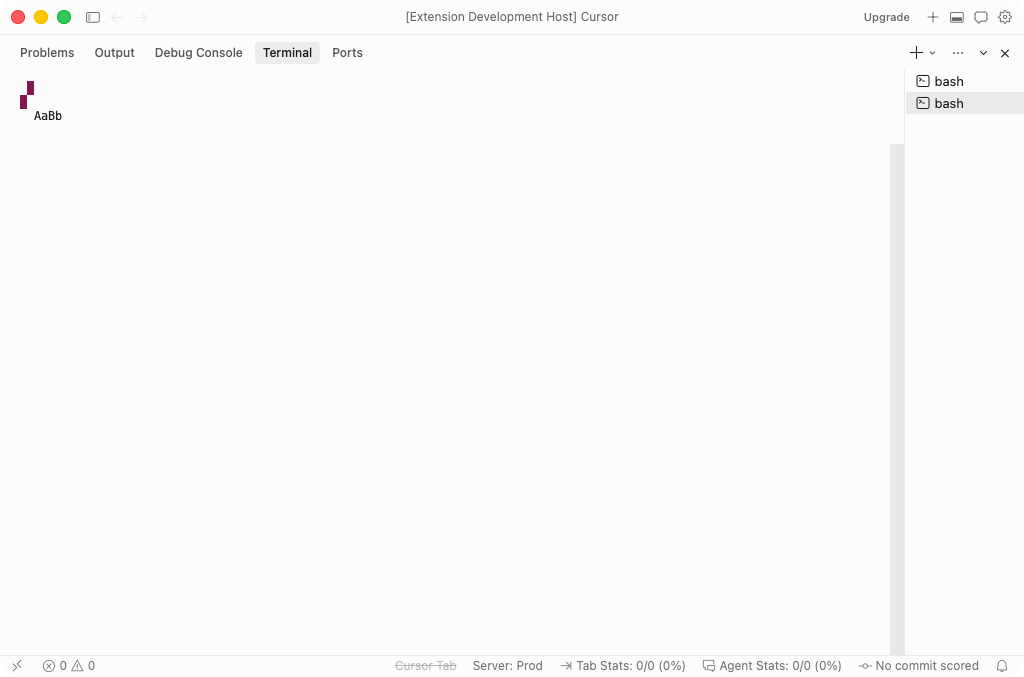 [Extension Development Host] Cursor
Upgrade
Problems Output Debug Console Terminal Ports
bash
bash
AaBb
0 0 Cursor Tab Server: Prod Tab Stats: 0/0 (0%) Agent Stats: 0/0 (0%) No commit scored